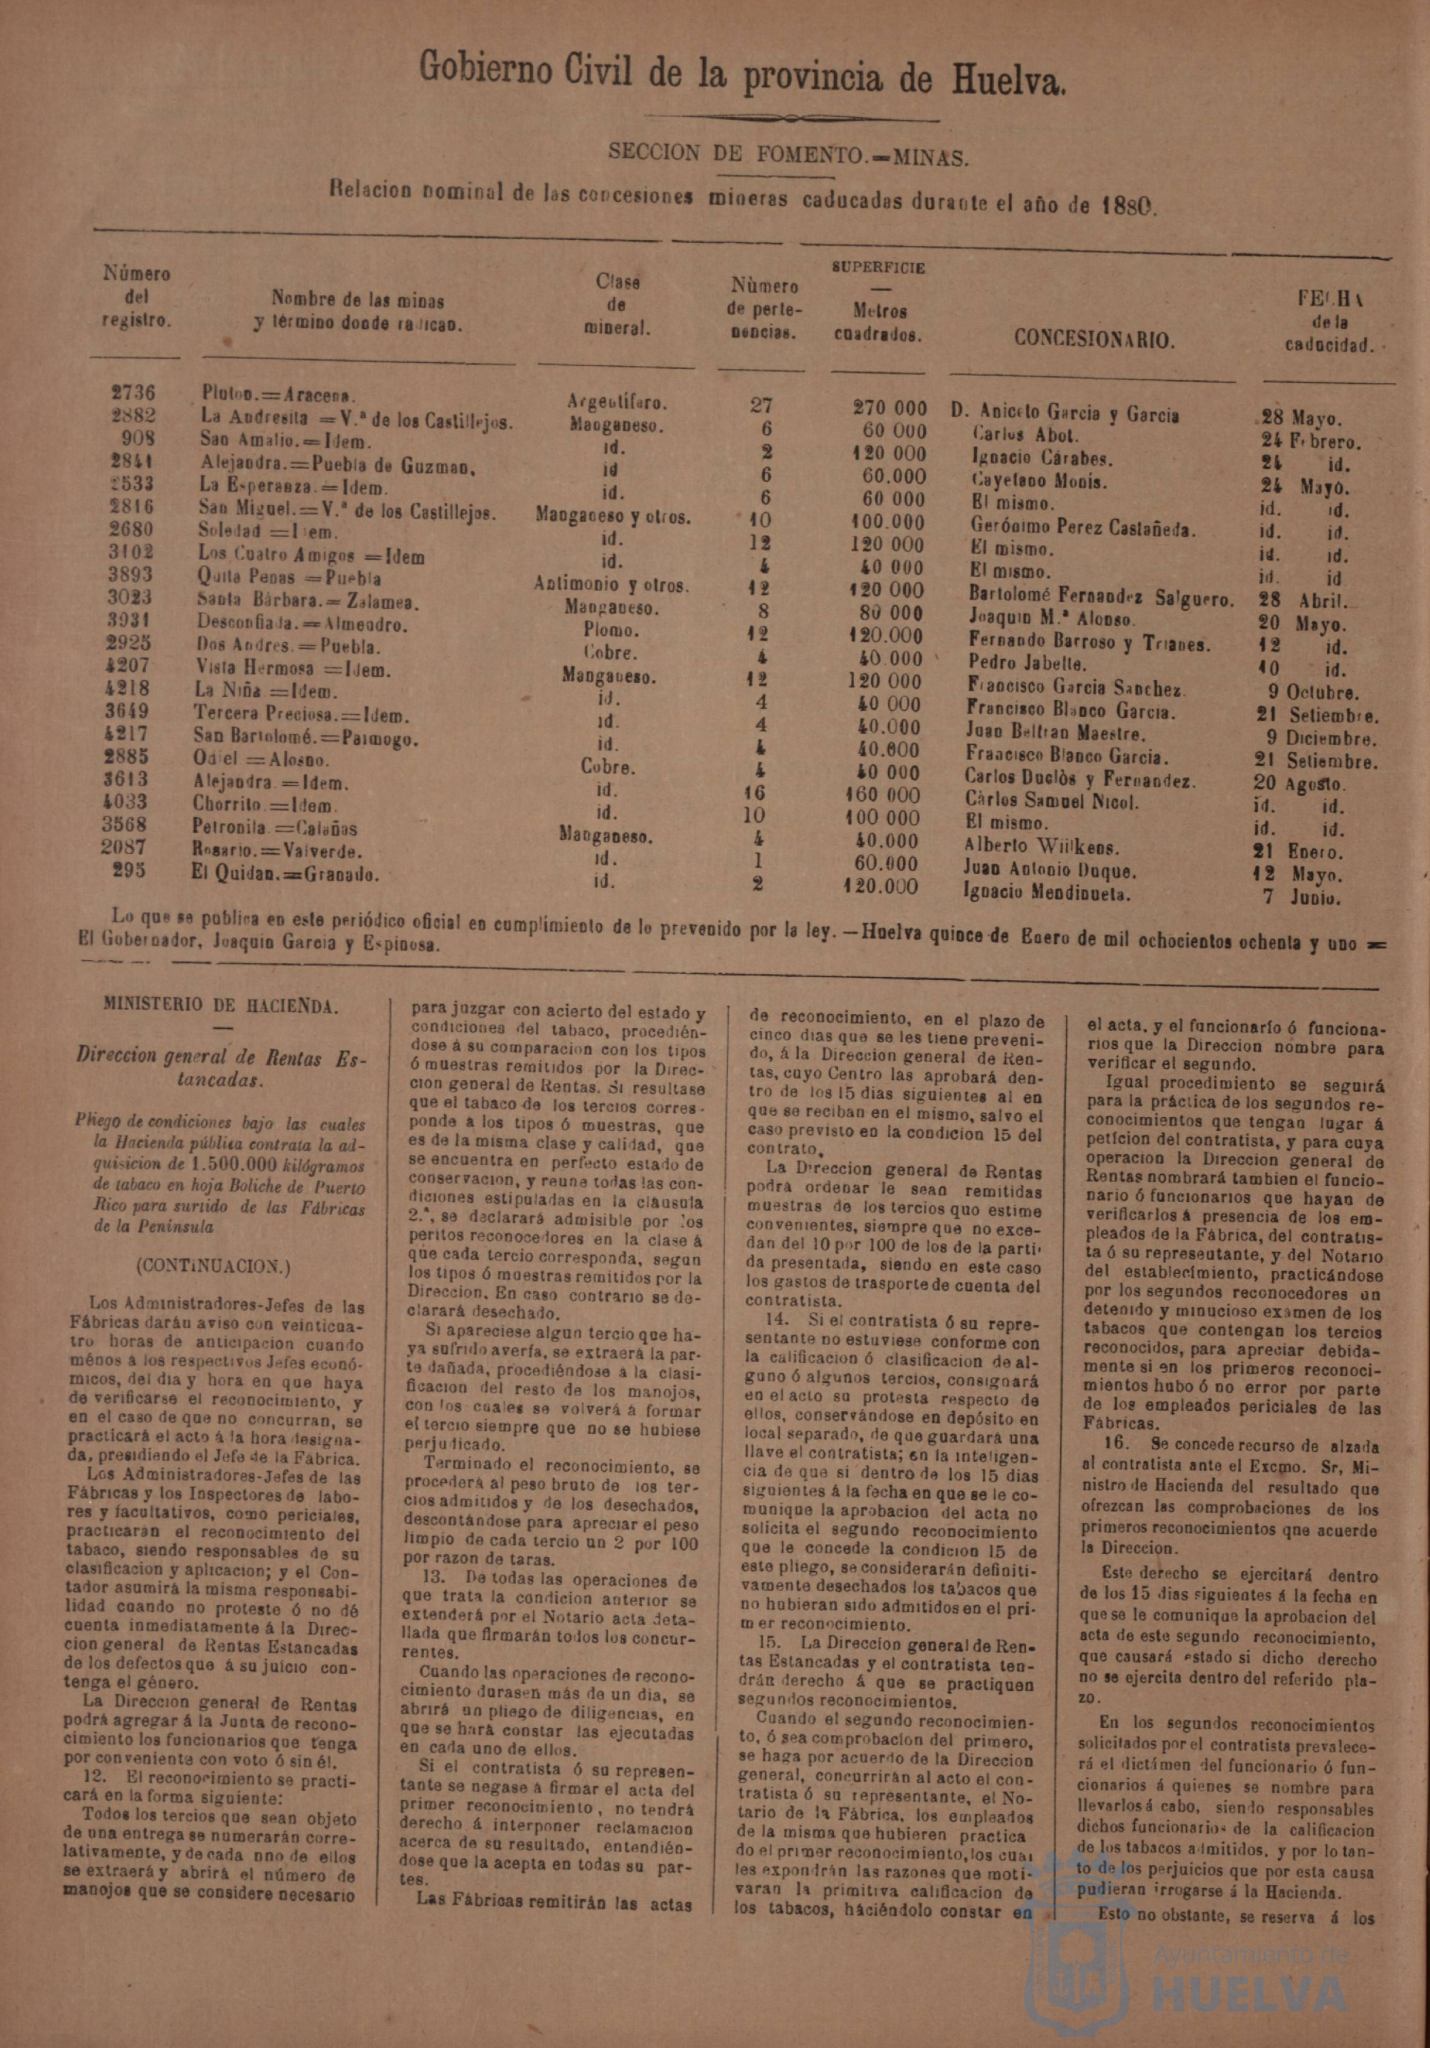 Gobierno Civil de la provincia de Huelva.
SECCION DE FOMENTO.=MINAS.
Relacion nominal de las concesiones mineras caducadas durante el año de 1880.
Número del registro. Nombre de las minas y término donde radican. Clase de mineral. Número de pertenencias. SUPERFICIE — Metros cuadrados. CONCESIONARIO. FECHA de la caducidad.
2736 Pluton.=Aracena. Argentífero. 27 270 000 D. Aniceto Garcia y Garcia 28 Mayo.
2882 La Andresita =V.ª de los Castillejos. Manganeso. 6 60 000 Carlos Abot. 24 Febrero.
908 San Amalio.=Idem. id. 2 120 000 Ignacio Cárabes. 24 id.
2841 Alejandra.=Puebla de Guzman, id 6 60.000 Cayetano Monis. 24 Mayo.
2533 La Esperanza.=Idem. id. 6 60 000 El mismo. id. id.
2816 San Miguel.=V.ª de los Castillejos. Manganeso y otros. 10 100.000 Gerónimo Perez Castañeda. id. id.
2680 Soledad =Idem. id. 12 120 000 El mismo. id. id.
3102 Los Cuatro Amigos =Idem id. 4 40 000 El mismo. id. id
3893 Quita Penas =Puebla Antimonio y otros. 12 120 000 Bartolomé Fernandez Salguero. 28 Abril.
3023 Santa Bárbara.=Zalamea. Manganeso. 8 80 000 Joaquin M.ª Alonso. 20 Mayo.
3931 Desconfiada.=Almendro. Plomo. 12 120.000 Fernando Barroso y Trianes. 12 id.
2925 Dos Andres.=Puebla. Cobre. 4 40.000 Pedro Jabelle. 10 id.
4207 Vista Hermosa =Idem. Manganeso. 12 120 000 Francisco Garcia Sanchez. 9 Octubre.
4218 La Niña =Idem. id. 4 40 000 Francisco Blanco Garcia. 21 Setiembre.
3649 Tercera Preciosa.=Idem. id. 4 40.000 Juan Beltran Maestre. 9 Diciembre.
4217 San Bartolomé.=Paimogo. id. 4 40.000 Francisco Blanco Garcia. 21 Setiembre.
2885 Odiel =Alosno. Cobre. 4 40 000 Carlos Duclòs y Fernandez. 20 Agosto.
3613 Alejandra.=Idem. id. 16 160 000 Càrlos Samuel Nicol. id. id.
4033 Chorrito.=Idem. id. 10 100 000 El mismo. id. id.
3568 Petronila.=Calañas Manganeso. 4 40.000 Alberto Wiilkens. 21 Enero.
2087 Rosario.=Valverde. id. 1 60.000 Juan Antonio Duque. 12 Mayo.
295 El Quidan.=Granado. id. 2 120.000 Ignacio Mendinueta. 7 Junio.
Lo que se publica en este periódico oficial en cumplimiento de lo prevenido por la ley.—Huelva quince de Enero de mil ochocientos ochenta y uno =
El Gobernador, Joaquin Garcia y Espinosa.
MINISTERIO DE HACIENDA.
Direccion general de Rentas Es-
tancadas.
Pliego de condiciones bajo las cuales
la Hacienda pública contrata la ad-
quisicion de 1.500.000 kilógramos
de tabaco en hoja Boliche de Puerto
Rico para surtido de las Fábricas
de la Peninsula
(CONTINUACION.)
Los Administradores-Jefes de las
Fábricas darán aviso con veinticua-
tro horas de anticipacion cuando
ménos á los respectivos Jefes econó-
micos, del dia y hora en que haya
de verificarse el reconocimiento, y
en el caso de que no concurran, se
practicará el acto á la hora designa-
da, presidiendo el Jefe de la Fábrica.
Los Administradores-Jefes de las
Fábricas y los Inspectores de labo-
res y facultativos, como periciales,
practicarán el reconocimiento del
tabaco, siendo responsables de su
clasificacion y aplicacion; y el Con-
tador asumirá la misma responsabi-
lidad cuando no proteste ó no dé
cuenta inmediatamente á la Direc-
cion general de Rentas Estancadas
de los defectos que á su juicio con-
tenga el género.
La Direccion general de Rentas
podrá agregar á la Junta de recono-
cimiento los funcionarios que tenga
por conveniente con voto ó sin él.
12. El reconocimiento se practi-
cará en la forma siguiente:
Todos los tercios que sean objeto
de una entrega se numerarán corre-
lativamente, y de cada uno de ellos
se extraerá y abrirá el número de
manojos que se considere necesario
para juzgar con acierto del estado y
condiciones del tabaco, procedién-
dose á su comparacion con los tipos
ó muestras remitidos por la Direc-
cion general de Rentas. Si resultase
que el tabaco de los tercios corres-
ponde á los tipos ó muestras, que
es de la misma clase y calidad, que
se encuentra en perfecto estado de
conservacion, y reune todas las con-
diciones estipuladas en la cláusula
2.ª, se declarará admisible por los
peritos reconocedores en la clase á
que cada tercio corresponda, segun
los tipos ó muestras remitidos por la
Direccion. En caso contrario se de-
clarará desechado.
Si apareciese algun tercio que ha-
ya sufrido avería, se extraerá la par-
te dañada, procediéndose á la clasi-
ficacion del resto de los manojos,
con los cuales se volverá á formar
el tercio siempre que no se hubiese
perjudicado.
Terminado el reconocimiento, se
procederá al peso bruto de los ter-
cios admitidos y de los desechados,
descontándose para apreciar el peso
limpio de cada tercio un 2 por 100
por razon de taras.
13. De todas las operaciones de
que trata la condicion anterior se
extenderá por el Notario acta deta-
llada que firmarán todos los concur-
rentes.
Cuando las operaciones de recono-
cimiento durasen más de un dia, se
abrirá un pliego de diligencias, en
que se hará constar las ejecutadas
en cada uno de ellos.
Si el contratista ó su represen-
tante se negase á firmar el acta del
primer reconocimiento, no tendrá
derecho á interponer reclamacion
acerca de su resultado, entendién-
dose que la acepta en todas su par-
tes.
Las Fábricas remitirán las actas
de reconocimiento, en el plazo de
cinco dias que se les tiene preveni-
do, á la Direccion general de Ren-
tas, cuyo Centro las aprobará den-
tro de los 15 dias siguientes al en
que se reciban en el mismo, salvo el
caso previsto en la condicion 15 del
contrato,
La Direccion general de Rentas
podrá ordenar le sean remitidas
muestras de los tercios quo estime
convenientes, siempre que no exce-
dan del 10 por 100 de los de la parti-
da presentada, siendo en este caso
los gastos de trasporte de cuenta del
contratista.
14. Si el contratista ó su repre-
sentante no estuviese conforme con
la calificacion ó clasificacion de al-
guno ó algunos tercios, consignará
en el acto su protesta respecto de
ellos, conservándose en depósito en
local separado, de que guardará una
llave el contratista; en la inteligen-
cia de que si dentro de los 15 dias
siguientes á la fecha en que se le co-
munique la aprobacion del acta no
solicita el segundo reconocimiento
que le concede la condicion 15 de
este pliego, se considerarán definiti-
vamente desechados los tabacos que
no hubieran sido admitidos en el pri-
mer reconocimiento.
15. La Direccion general de Ren-
tas Estancadas y el contratista ten-
drán derecho á que se practiquen
segundos reconocimientos.
Cuando el segundo reconocimien-
to, ó sea comprobacion del primero,
se haga por acuerdo de la Direccion
general, concurrirán al acto el con-
tratista ó su representante, el No-
tario de la Fábrica, los empleados
de la misma que hubieren practica
do el primer reconocimiento, los cuai
les expondrán las razones que moti-
varan la primitiva calificacion de
los tabacos, háciéndolo constar en
el acta, y el funcionario ó funciona-
rios que la Direccion nombre para
verificar el segundo.
Igual procedimiento se seguirá
para la práctica de los segundos re-
conocimientos que tengan lugar á
peticion del contratista, y para cuya
operacion la Direccion general de
Rentas nombrará tambien el funcio-
nario ó funcionarios que hayan de
verificarlos á presencia de los em-
pleados de la Fábrica, del contratis-
ta ó su representante, y del Notario
del establecimiento, practicándose
por los segundos reconocedores un
detenido y minucioso examen de los
tabacos que contengan los tercios
reconocidos, para apreciar debida-
mente si en los primeros reconoci-
mientos hubo ó no error por parte
de los empleados periciales de las
Fábricas.
16. Se concede recurso de alzada
al contratista ante el Excmo. Sr, Mi-
nistro de Hacienda del resultado que
ofrezcan las comprobaciones de los
primeros reconocimientos qne acuerde
la Direccion.
Este derecho se ejercitará dentro
de los 15 dias siguientes á la fecha en
que se le comunique la aprobacion del
acta de este segundo reconocimiento,
que causará estado si dicho derecho
no se ejercita dentro del referido pla-
zo.
En los segundos reconocimientos
solicitados por el contratista prevalece-
rá el dictámen del funcionario ó fun-
cionarios á quienes se nombre para
llevarlos á cabo, siendo responsables
dichos funcionarios de la calificacion
de los tabacos admitidos, y por lo tan-
to de los perjuicios que por esta causa
pudieran irrogarse á la Hacienda.
Esto no obstante, se reserva á los
Ayuntamiento de
HUELVA